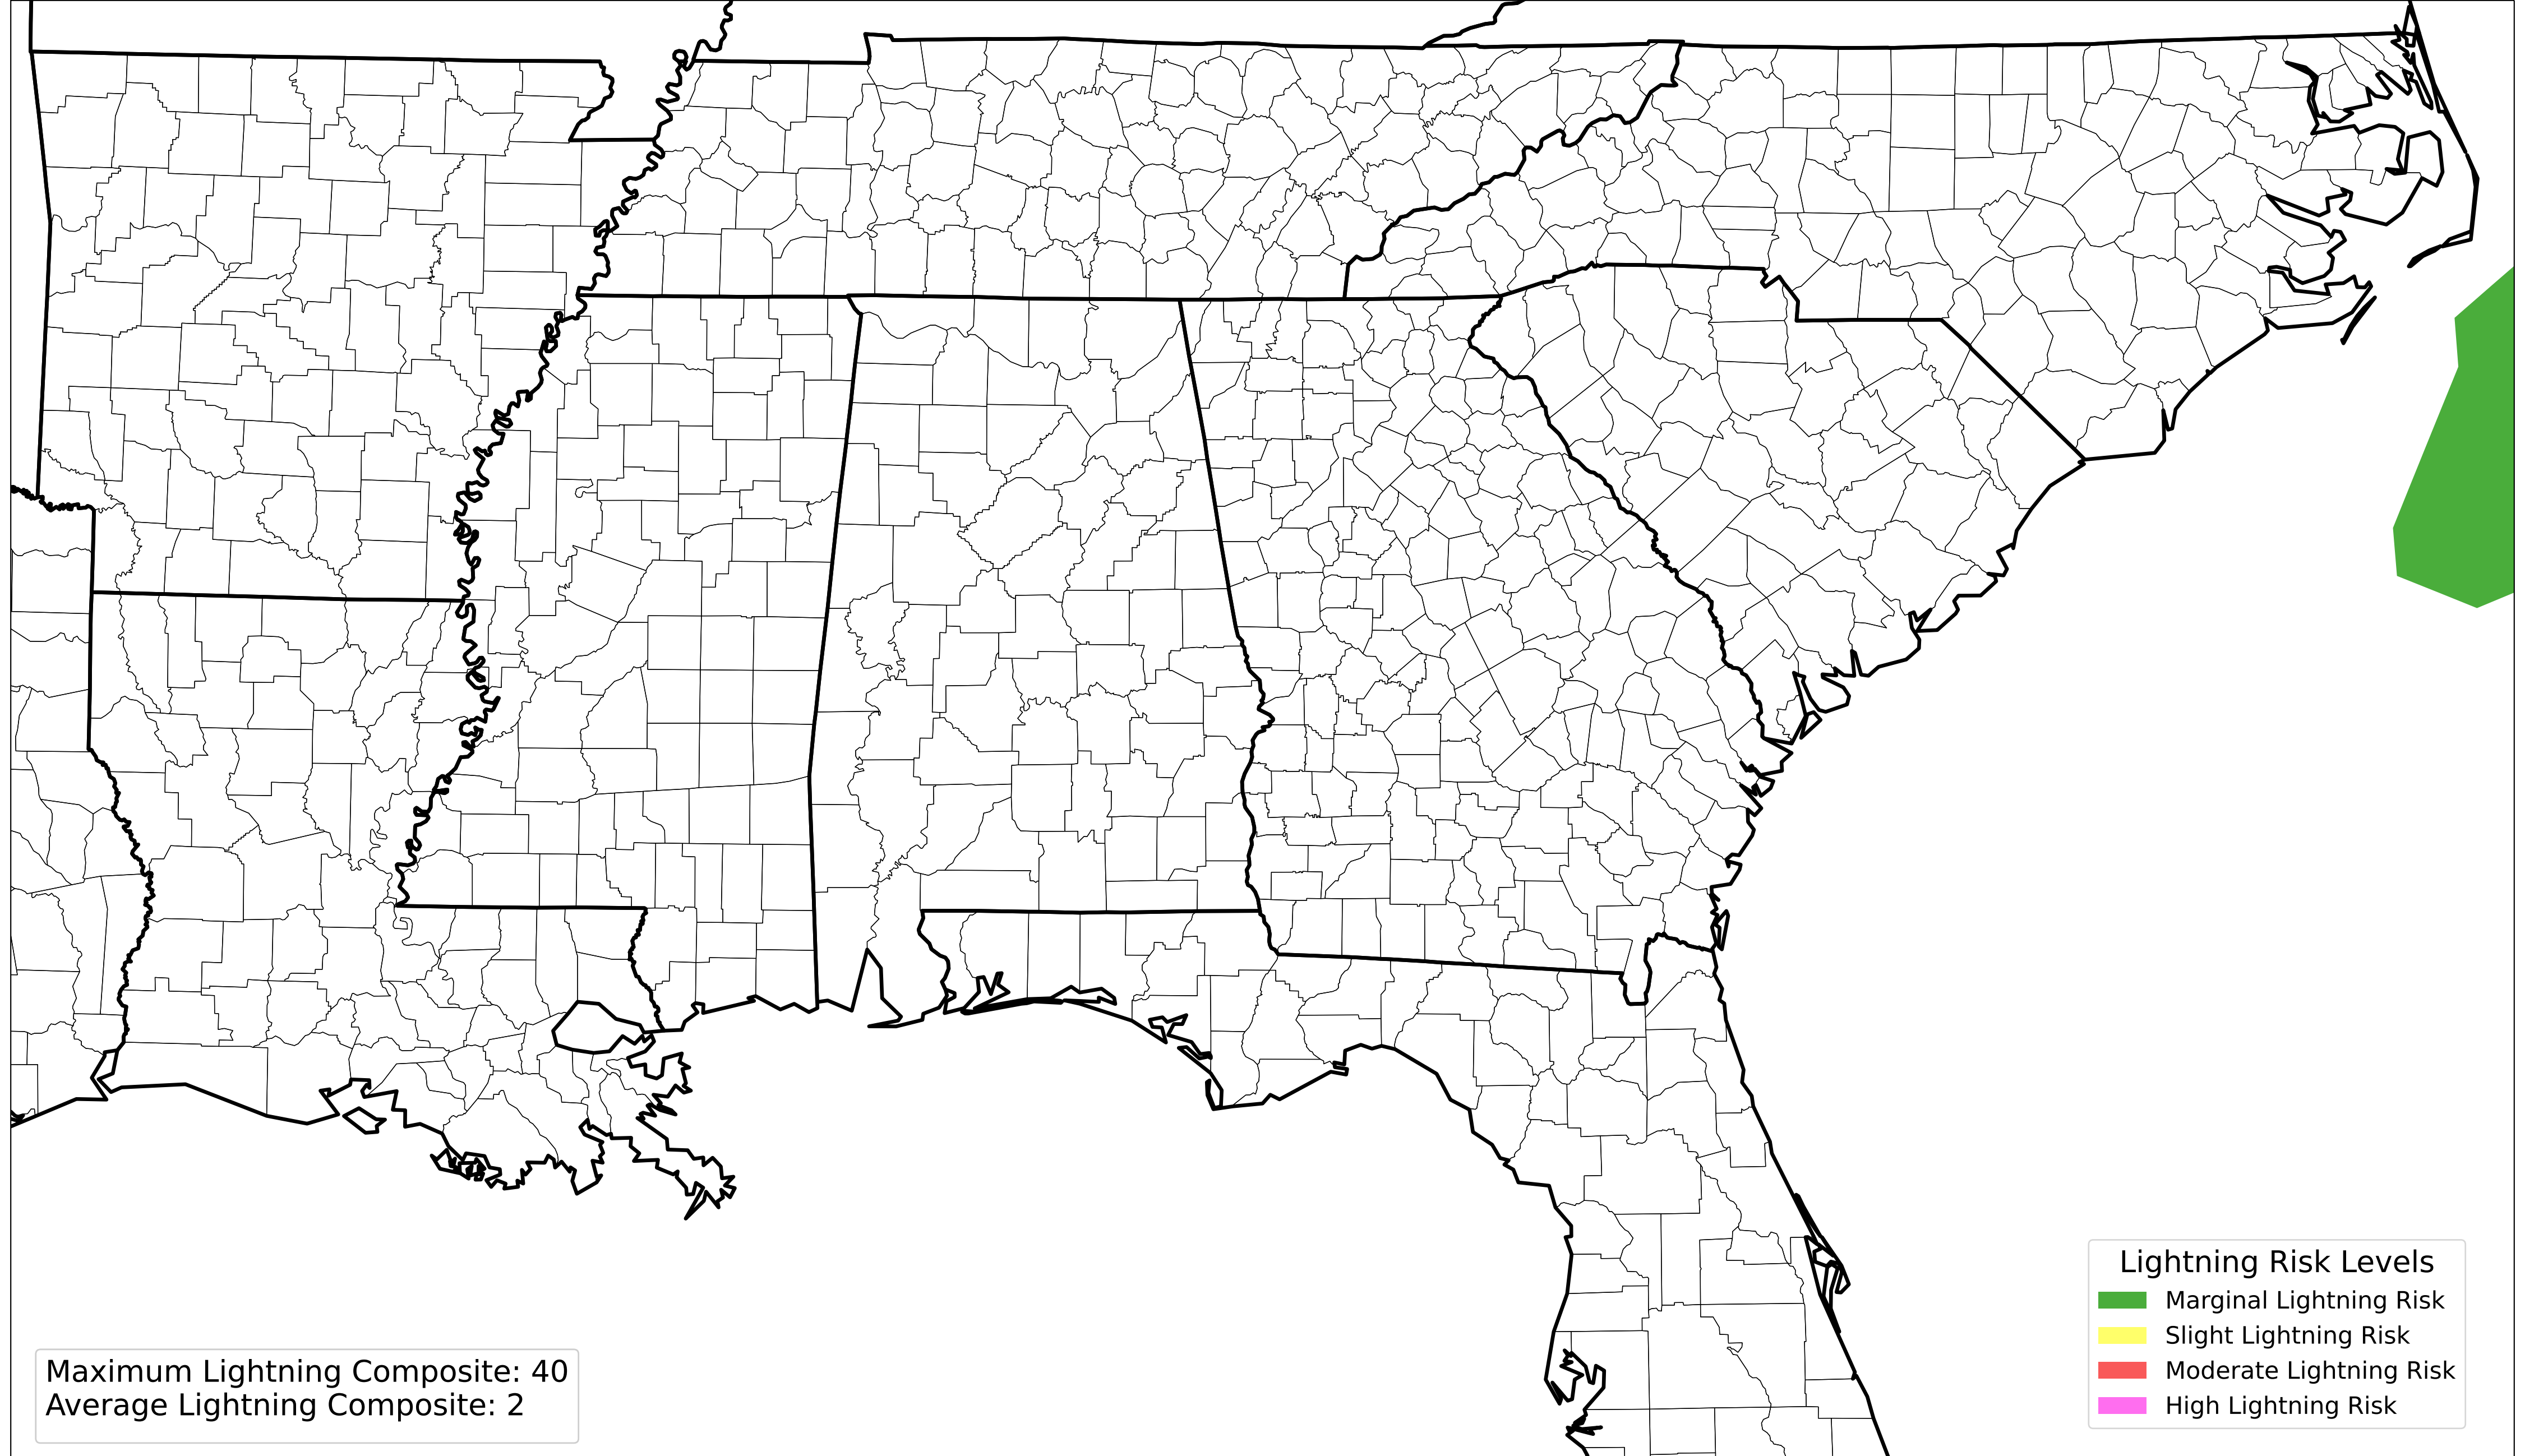 Maximum Lightning Composite: 40
Average Lightning Composite: 2
Lightning Risk Levels
Marginal Lightning Risk
Slight Lightning Risk
Moderate Lightning Risk
High Lightning Risk